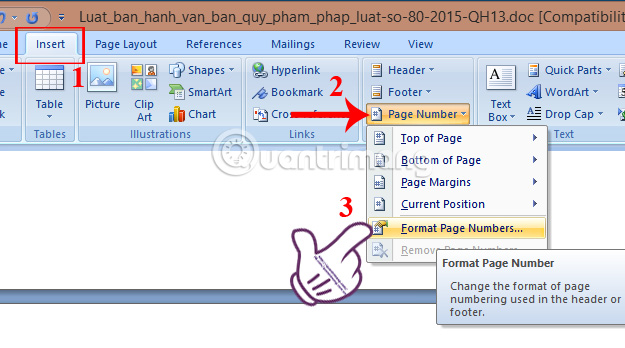 Luat_ban_hanh_van_ban_quy_pham_phap_luat-so-80-2015-QH13.doc [Compatibilit
me Insert Page Layout References Mailings Review View
1
Table
Tables
Picture
Clip Art
Shapes
SmartArt
Chart
Illustrations
Hyperlink
Bookmark
Cross-reference
Links
2
Header
Footer
Page Number
Text Box
Quick Parts
WordArt
Drop Cap
Text
Quantrimang
Top of Page
Bottom of Page
Page Margins
Current Position
3
Format Page Numbers...
Remove Page Numbers
Format Page Number
Change the format of page
numbering used in the header or
footer.